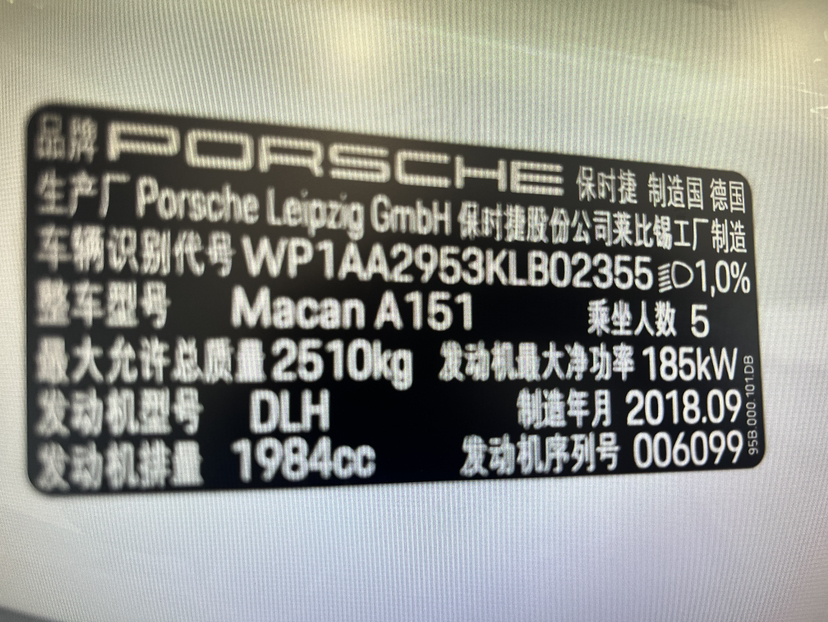 品牌 PORSCHE 保时捷 制造国 德国
生产厂 Porsche Leipzig GmbH 保时捷股份公司莱比锡工厂制造
车辆识别代号 WP1AA2953KLB02355 1,0%
整车型号 Macan A151 乘坐人数 5
最大允许总质量 2510kg 发动机最大净功率 185kW
发动机型号 DLH 制造年月 2018.09
发动机排量 1984cc 发动机序列号 006099
95B.000.101.DB